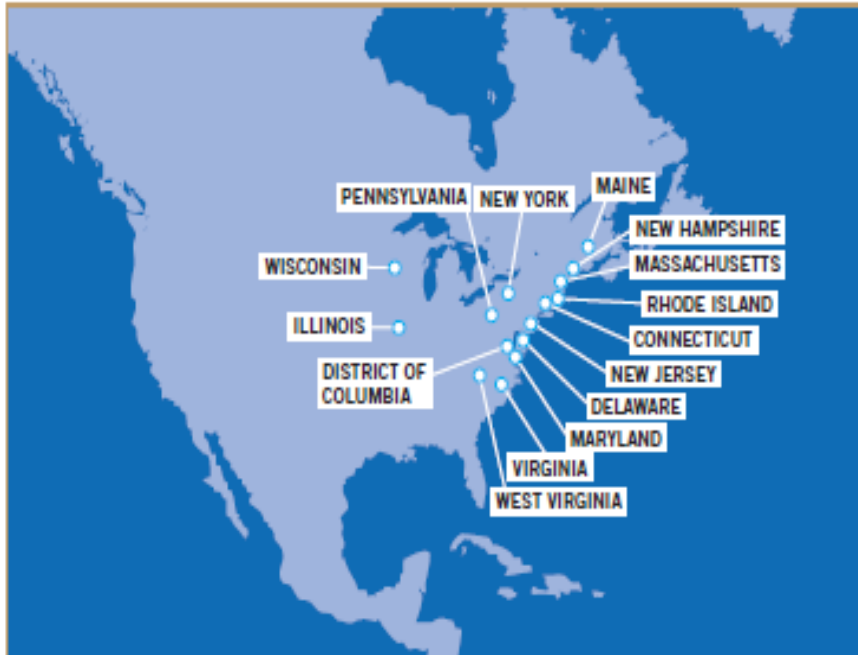 MAINE
PENNSYLVANIA
NEW YORK
NEW HAMPSHIRE
WISCONSIN
MASSACHUSETTS
RHODE ISLAND
ILLINOIS
CONNECTICUT
DISTRICT OF
COLUMBIA
NEW JERSEY
DELAWARE
MARYLAND
VIRGINIA
WEST VIRGINIA